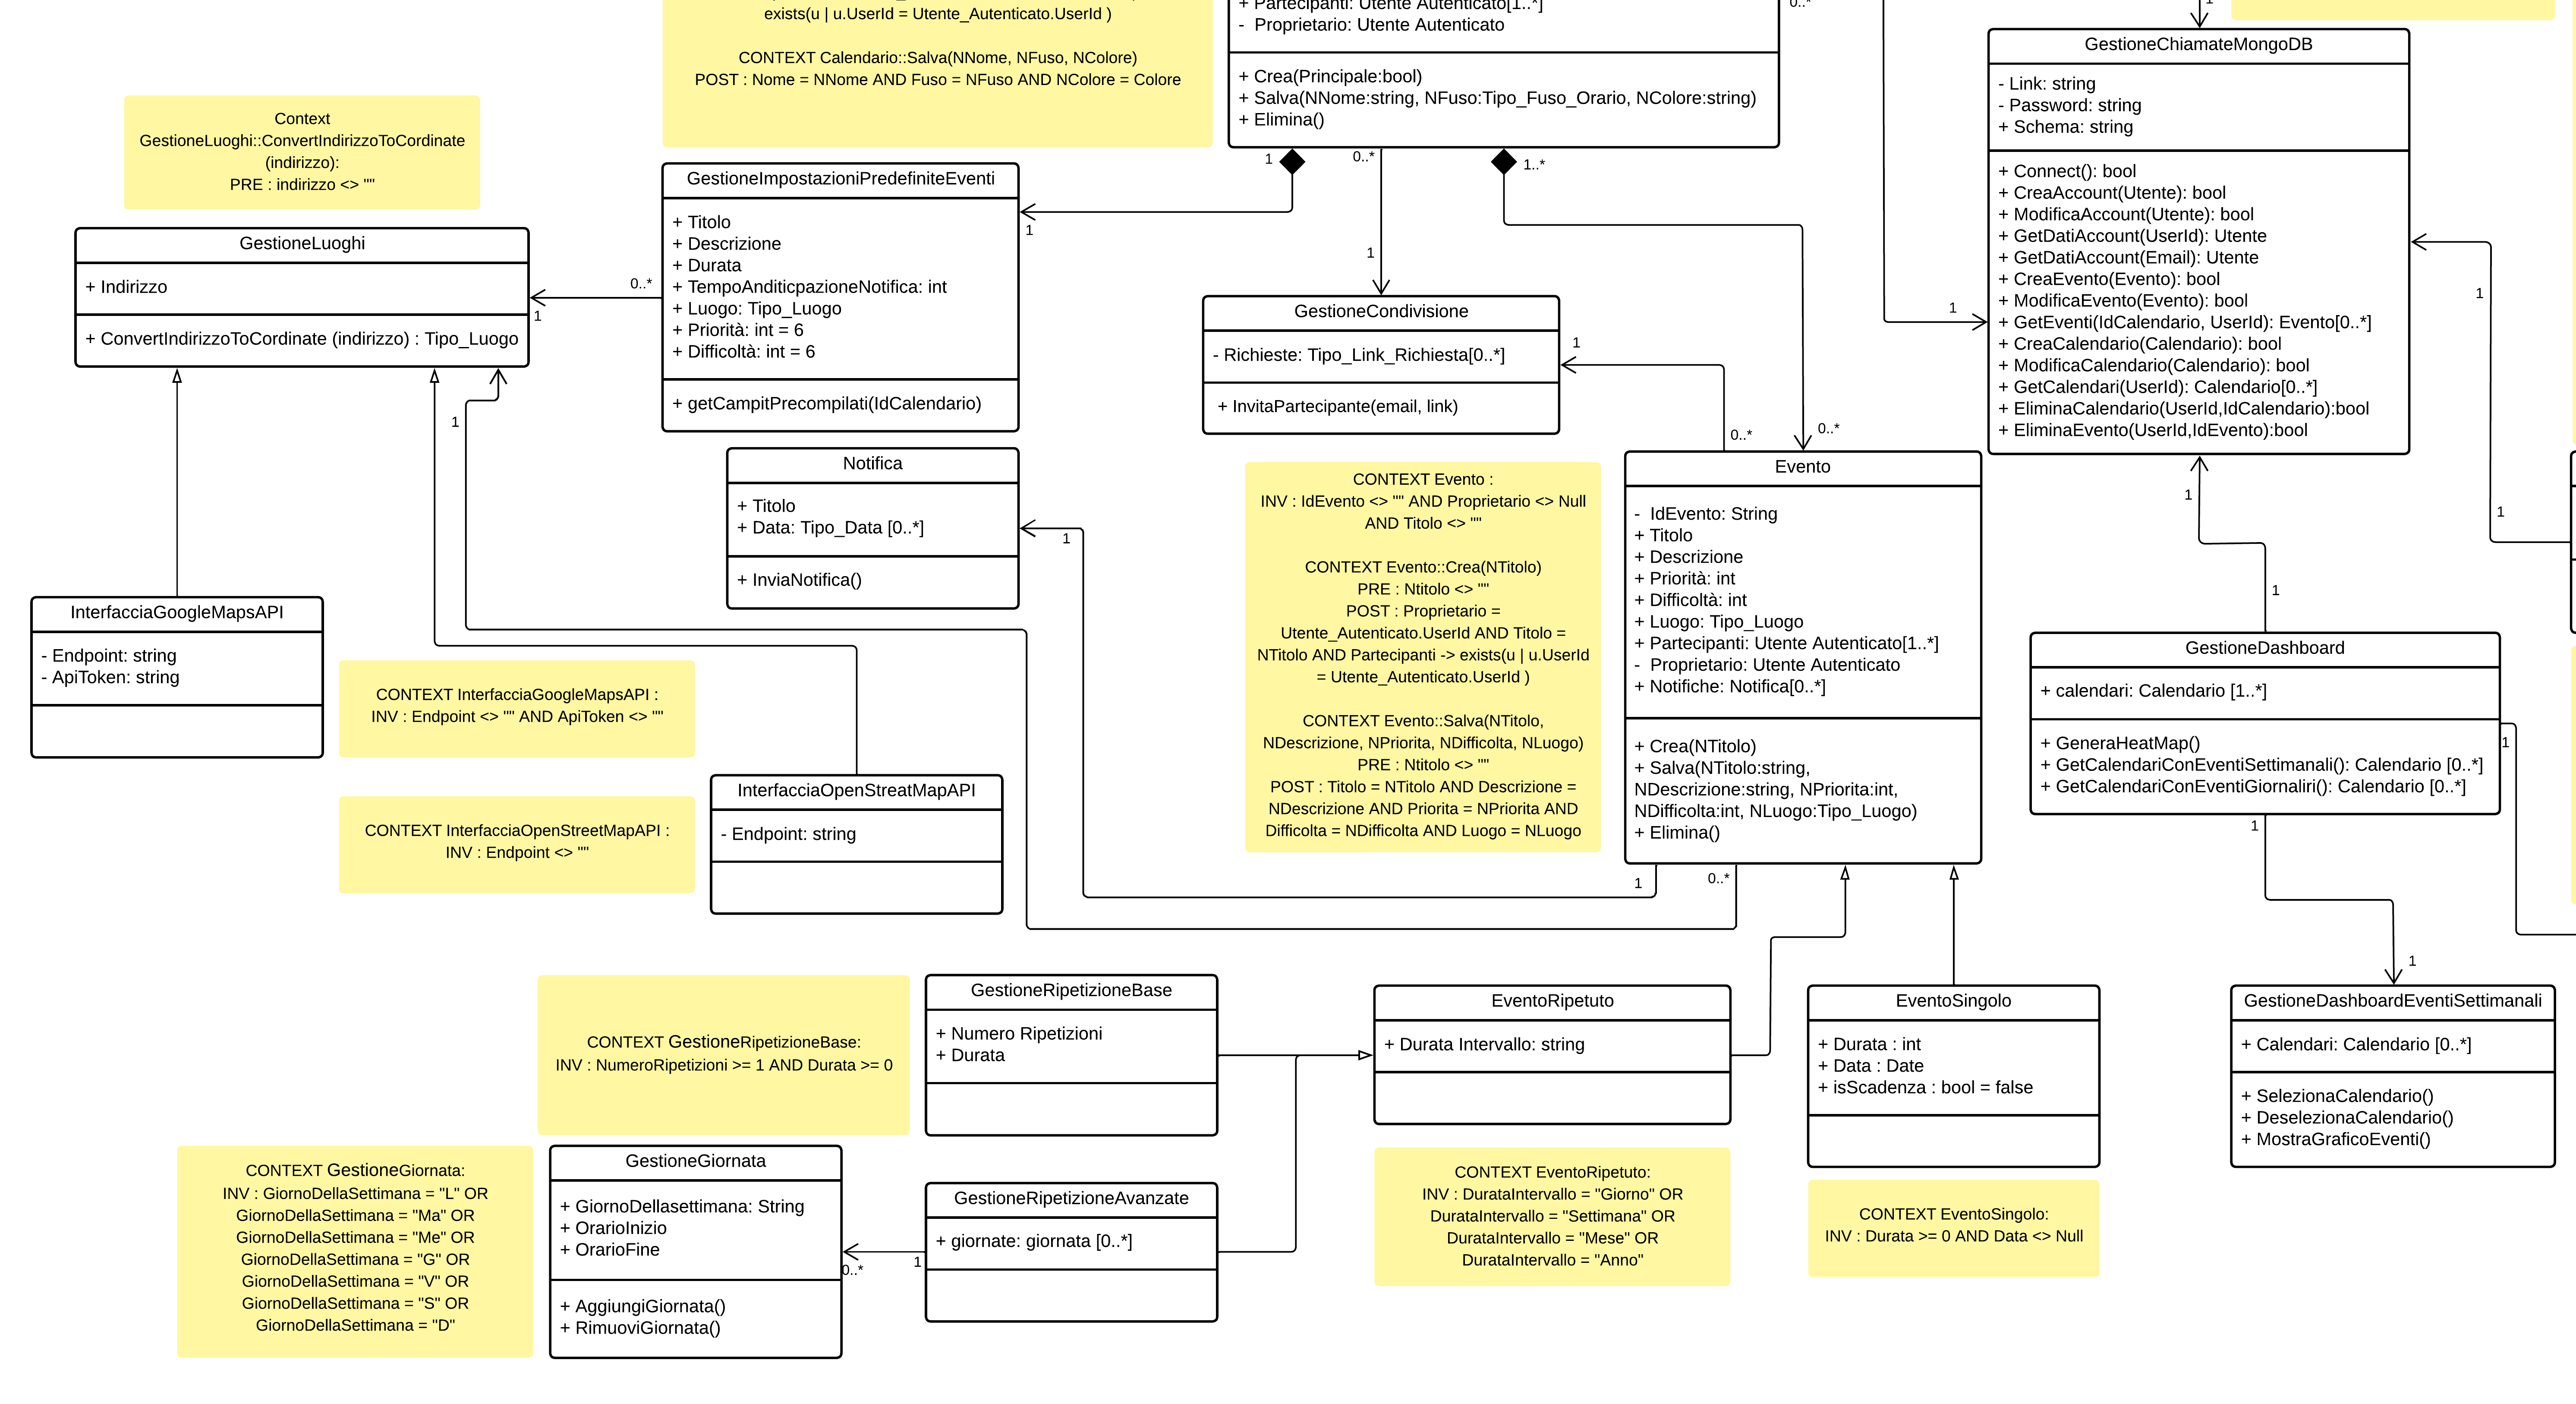 exists(u | u.UserId = Utente_Autenticato.UserId )
CONTEXT Calendario::Salva(NNome, NFuso, NColore)
POST : Nome = NNome AND Fuso = NFuso AND NColore = Colore
+ Partecipanti: Utente Autenticato[1..*]
- Proprietario: Utente Autenticato
+ Crea(Principale:bool)
+ Salva(NNome:string, NFuso:Tipo_Fuso_Orario, NColore:string)
+ Elimina()
0..*
1
GestioneChiamateMongoDB
- Link: string
- Password: string
+ Schema: string
+ Connect(): bool
+ CreaAccount(Utente): bool
+ ModificaAccount(Utente): bool
+ GetDatiAccount(UserId): Utente
+ GetDatiAccount(Email): Utente
+ CreaEvento(Evento): bool
+ ModificaEvento(Evento): bool
+ GetEventi(IdCalendario, UserId): Evento[0..*]
+ CreaCalendario(Calendario): bool
+ ModificaCalendario(Calendario): bool
+ GetCalendari(UserId): Calendario[0..*]
+ EliminaCalendario(UserId,IdCalendario):bool
+ EliminaEvento(UserId,IdEvento):bool
1
1
1
1
1
Context
GestioneLuoghi::ConvertIndirizzoToCordinate
(indirizzo):
PRE : indirizzo <> ""
GestioneLuoghi
+ Indirizzo
+ ConvertIndirizzoToCordinate (indirizzo) : Tipo_Luogo
0..*
1
1
GestioneImpostazioniPredefiniteEventi
+ Titolo
+ Descrizione
+ Durata
+ TempoAnditicpazioneNotifica: int
+ Luogo: Tipo_Luogo
+ Priorità: int = 6
+ Difficoltà: int = 6
+ getCampitPrecompilati(IdCalendario)
1
1
0..*
1
1..*
GestioneCondivisione
- Richieste: Tipo_Link_Richiesta[0..*]
+ InvitaPartecipante(email, link)
1
0..*
0..*
Notifica
+ Titolo
+ Data: Tipo_Data [0..*]
+ InviaNotifica()
1
CONTEXT Evento :
INV : IdEvento <> "" AND Proprietario <> Null
AND Titolo <> ""
CONTEXT Evento::Crea(NTitolo)
PRE : Ntitolo <> ""
POST : Proprietario =
Utente_Autenticato.UserId AND Titolo =
NTitolo AND Partecipanti -> exists(u | u.UserId
= Utente_Autenticato.UserId )
CONTEXT Evento::Salva(NTitolo,
NDescrizione, NPriorita, NDifficolta, NLuogo)
PRE : Ntitolo <> ""
POST : Titolo = NTitolo AND Descrizione =
NDescrizione AND Priorita = NPriorita AND
Difficolta = NDifficolta AND Luogo = NLuogo
Evento
- IdEvento: String
+ Titolo
+ Descrizione
+ Priorità: int
+ Difficoltà: int
+ Luogo: Tipo_Luogo
+ Partecipanti: Utente Autenticato[1..*]
- Proprietario: Utente Autenticato
+ Notifiche: Notifica[0..*]
+ Crea(NTitolo)
+ Salva(NTitolo:string,
NDescrizione:string, NPriorita:int,
NDifficolta:int, NLuogo:Tipo_Luogo)
+ Elimina()
1
0..*
InterfacciaGoogleMapsAPI
- Endpoint: string
- ApiToken: string
CONTEXT InterfacciaGoogleMapsAPI :
INV : Endpoint <> "" AND ApiToken <> ""
CONTEXT InterfacciaOpenStreetMapAPI :
INV : Endpoint <> ""
InterfacciaOpenStreatMapAPI
- Endpoint: string
GestioneDashboard
+ calendari: Calendario [1..*]
+ GeneraHeatMap()
+ GetCalendariConEventiSettimanali(): Calendario [0..*]
+ GetCalendariConEventiGiornaliri(): Calendario [0..*]
1
1
1
CONTEXT GestioneRipetizioneBase:
INV : NumeroRipetizioni >= 1 AND Durata >= 0
GestioneRipetizioneBase
+ Numero Ripetizioni
+ Durata
EventoRipetuto
+ Durata Intervallo: string
EventoSingolo
+ Durata : int
+ Data : Date
+ isScadenza : bool = false
GestioneDashboardEventiSettimanali
+ Calendari: Calendario [0..*]
+ SelezionaCalendario()
+ DeselezionaCalendario()
+ MostraGraficoEventi()
CONTEXT GestioneGiornata:
INV : GiornoDellaSettimana = "L" OR
GiornoDellaSettimana = "Ma" OR
GiornoDellaSettimana = "Me" OR
GiornoDellaSettimana = "G" OR
GiornoDellaSettimana = "V" OR
GiornoDellaSettimana = "S" OR
GiornoDellaSettimana = "D"
GestioneGiornata
+ GiornoDellasettimana: String
+ OrarioInizio
+ OrarioFine
+ AggiungiGiornata()
+ RimuoviGiornata()
0..*
1
GestioneRipetizioneAvanzate
+ giornate: giornata [0..*]
CONTEXT EventoRipetuto:
INV : DurataIntervallo = "Giorno" OR
DurataIntervallo = "Settimana" OR
DurataIntervallo = "Mese" OR
DurataIntervallo = "Anno"
CONTEXT EventoSingolo:
INV : Durata >= 0 AND Data <> Null